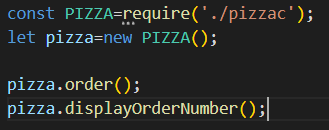 const PIZZA=require('./pizzac');
let pizza=new PIZZA();
pizza.order();
pizza.displayOrderNumber();